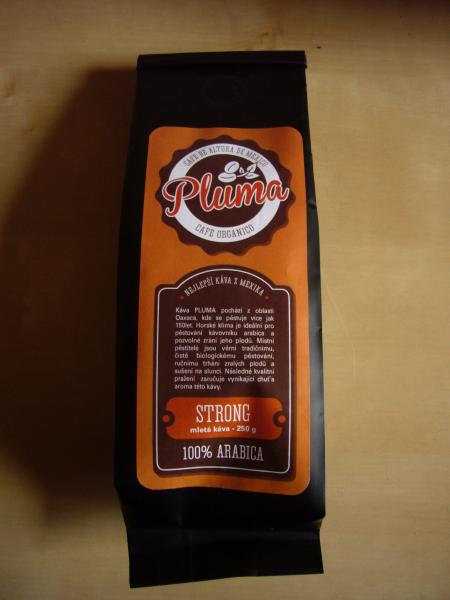 CAFE DE ALTURA DE MEXICO
Pluma
CAFE ORGANICO
NEJLEPŠÍ KÁVA Z MEXIKA
Káva PLUMA pochází z oblasti
Oaxaca, kde se pěstuje více jak
150let. Horské klima je ideální pro
pěstování kávovníku arabica a
pozvolné zrání jeho plodů. Místní
pěstitelé jsou věrni tradičnímu,
čistě biologickému pěstování,
ručnímu trhání zralých plodů a
sušení na slunci. Následné kvalitní
pražení zaručuje vynikající chuť a
aroma této kávy.
STRONG
mletá káva - 250 g
100% ARABICA